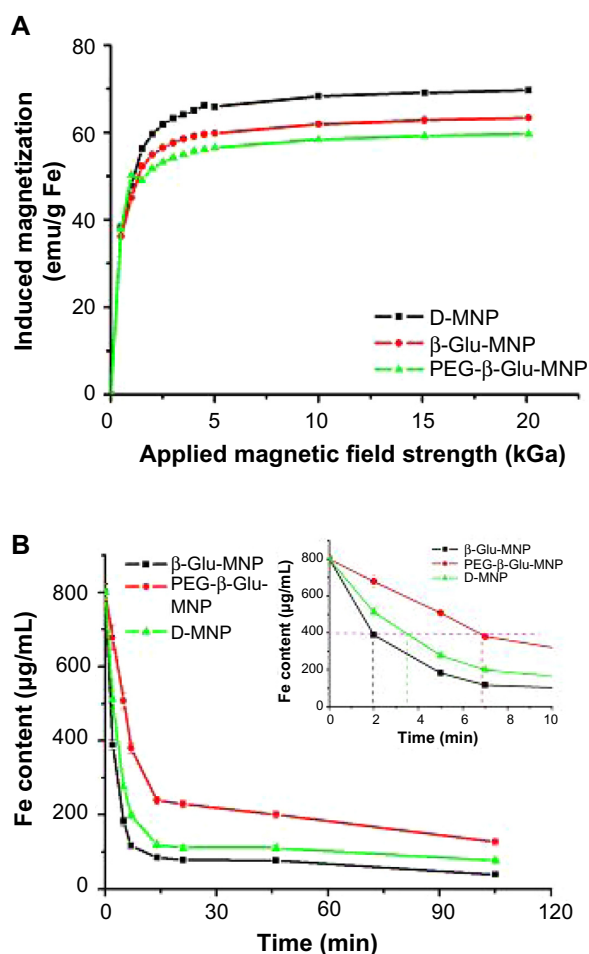 A
Induced magnetization
(emu/g Fe)
80
60
40
20
0
0
5
10
15
20
D-MNP
β-Glu-MNP
PEG-β-Glu-MNP
Applied magnetic field strength (kGa)
B
Fe content (µg/mL)
800
600
400
200
0
0
30
60
90
120
Time (min)
β-Glu-MNP
PEG-β-Glu-
MNP
D-MNP
Fe content (µg/mL)
1000
800
600
400
200
0
0
2
4
6
8
10
Time (min)
β-Glu-MNP
PEG-β-Glu-MNP
D-MNP